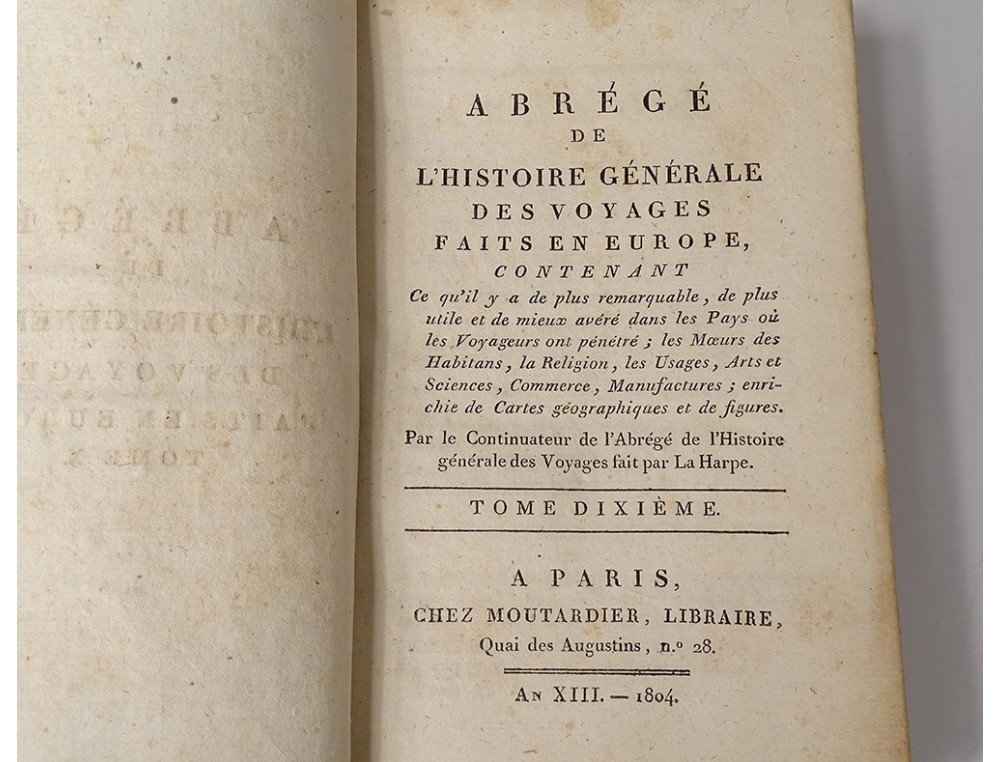 ABRÉGÉ
DE
L'HISTOIRE GÉNÉRALE
DES VOYAGES
FAITS EN EUROPE,
CONTENANT
Ce qu'il y a de plus remarquable, de plus
utile et de mieux avéré dans les Pays où
les Voyageurs ont pénétré ; les Mœurs des
Habitans, la Religion, les Usages, Arts et
Sciences, Commerce, Manufactures ; enri-
chie de Cartes géographiques et de figures.
Par le Continuateur de l'Abrégé de l'Histoire
générale des Voyages fait par La Harpe.
TOME DIXIÈME.
A PARIS,
CHEZ MOUTARDIER, LIBRAIRE,
Quai des Augustins, n.º 28.
AN XIII. — 1804.